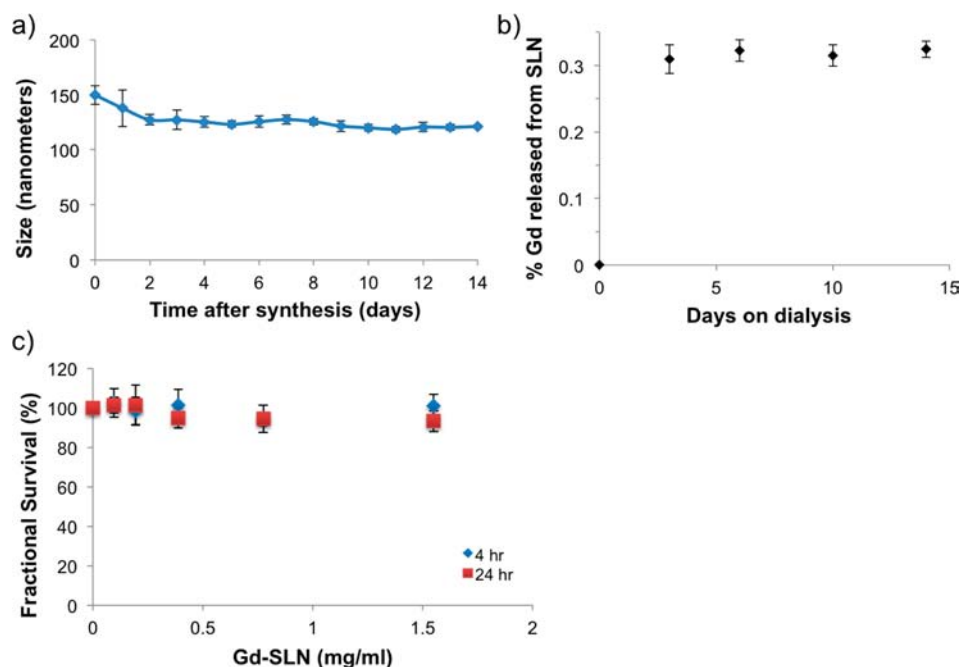 a)
200
150
100
50
0
Size (nanometers)
0 2 4 6 8 10 12 14
Time after synthesis (days)
b)
0.3
0.2
0.1
0
% Gd released from SLN
0 5 10 15
Days on dialysis
c)
120
100
80
60
40
20
0
Fractional Survival (%)
4 hr
24 hr
0 0.5 1 1.5 2
Gd-SLN (mg/ml)